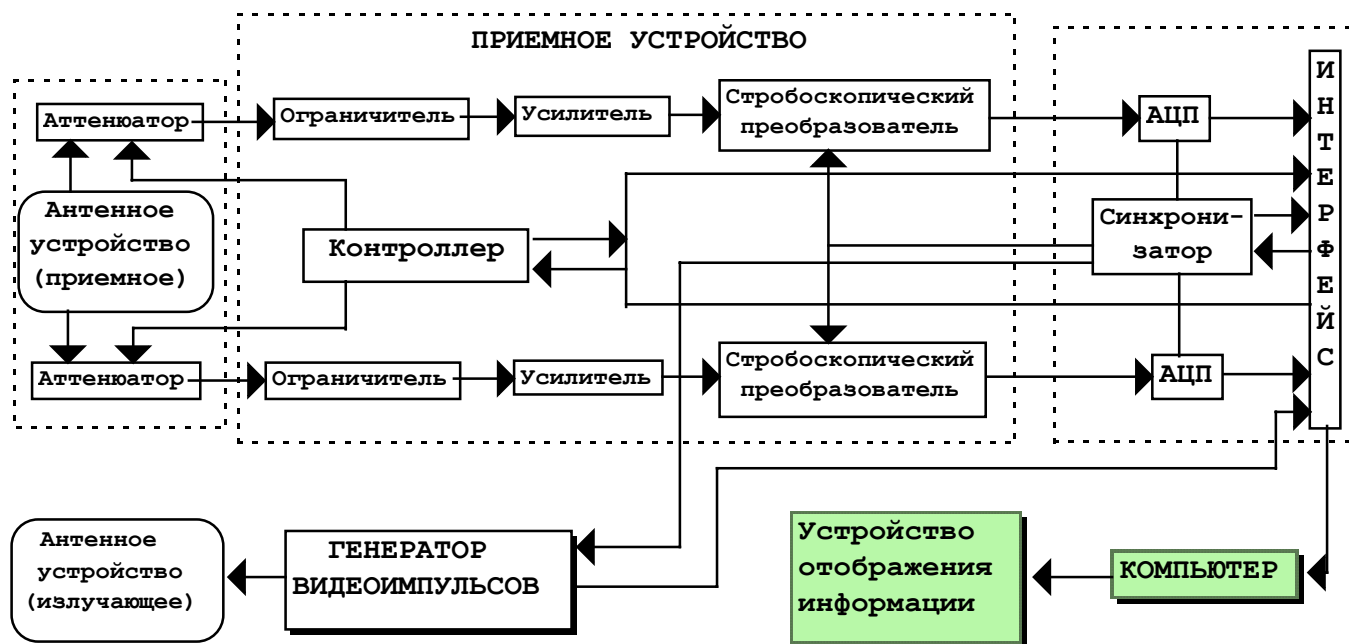 ПРИЕМНОЕ УСТРОЙСТВО
Аттенюатор
Ограничитель
Усилитель
Стробоскопический
преобразователь
АЦП
ИНТЕРФЕЙС
Антенное
устройство
(приемное)
Контроллер
Синхрони-
затор
Аттенюатор
Ограничитель
Усилитель
Стробоскопический
преобразователь
АЦП
Антенное
устройство
(излучающее)
ГЕНЕРАТОР
ВИДЕОИМПУЛЬСОВ
Устройство
отображения
информации
КОМПЬЮТЕР